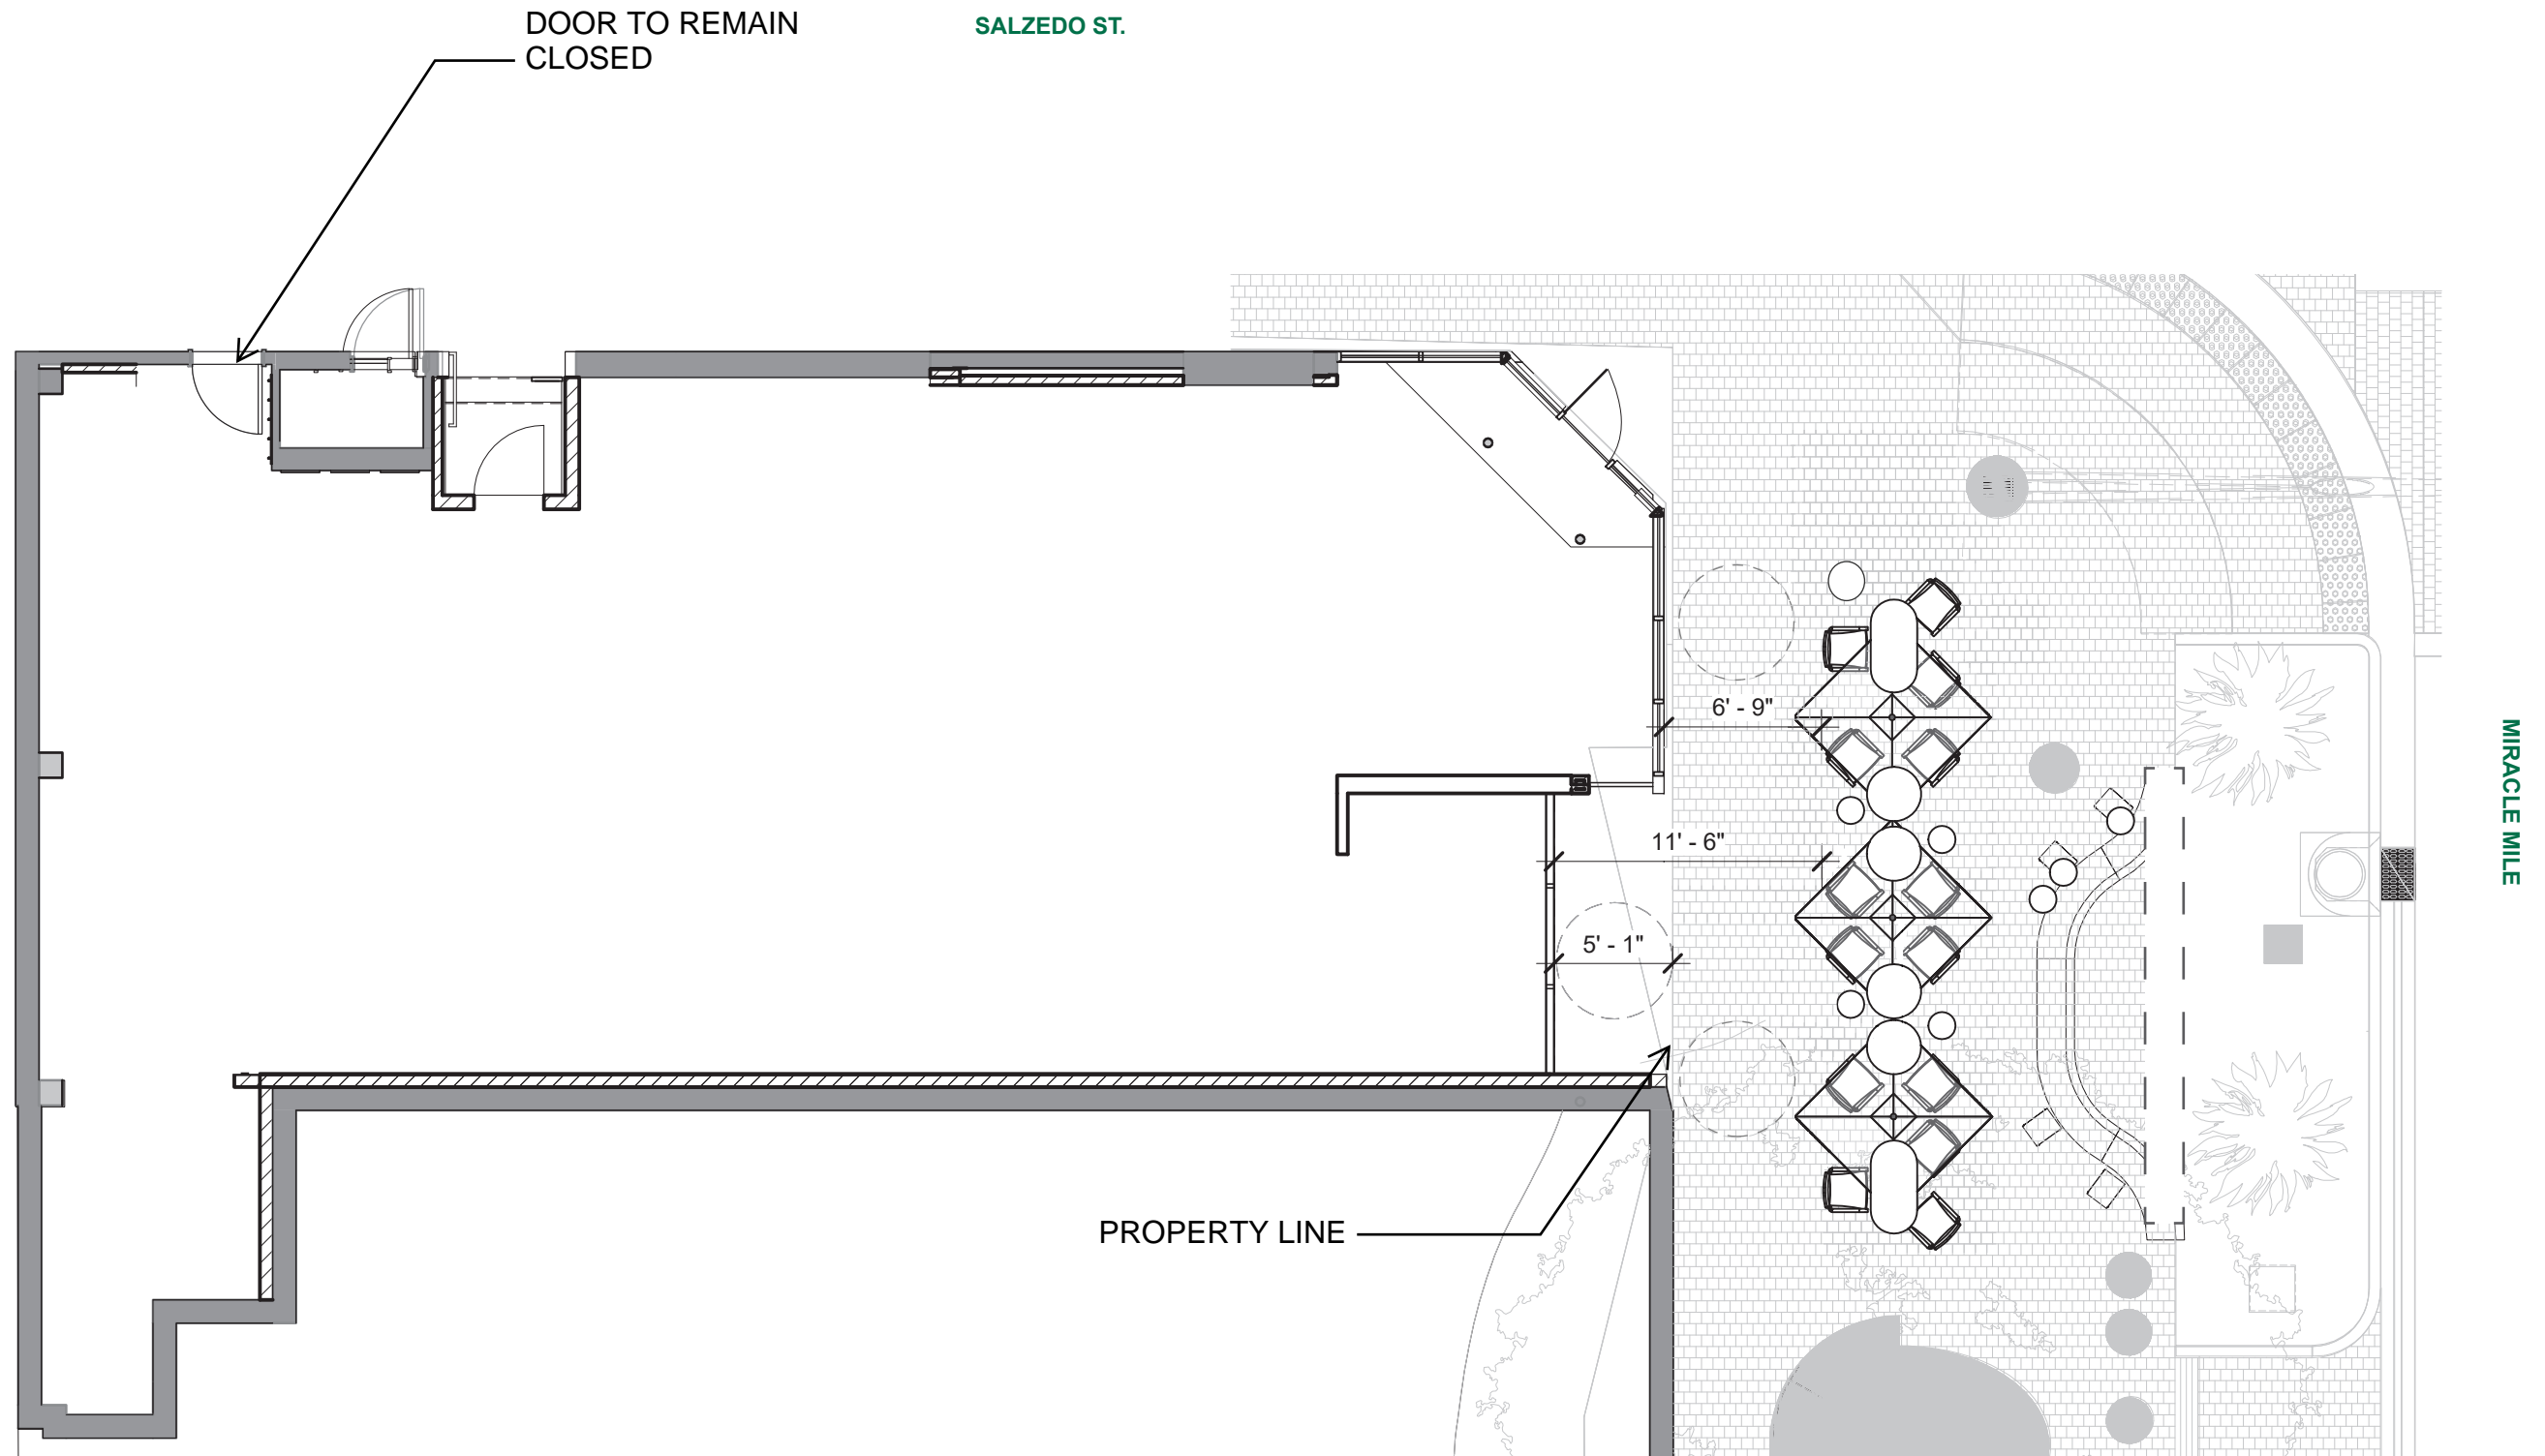 DOOR TO REMAIN
CLOSED
SALZEDO ST.
6' - 9"
11' - 6"
5' - 1"
MIRACLE MILE
PROPERTY LINE